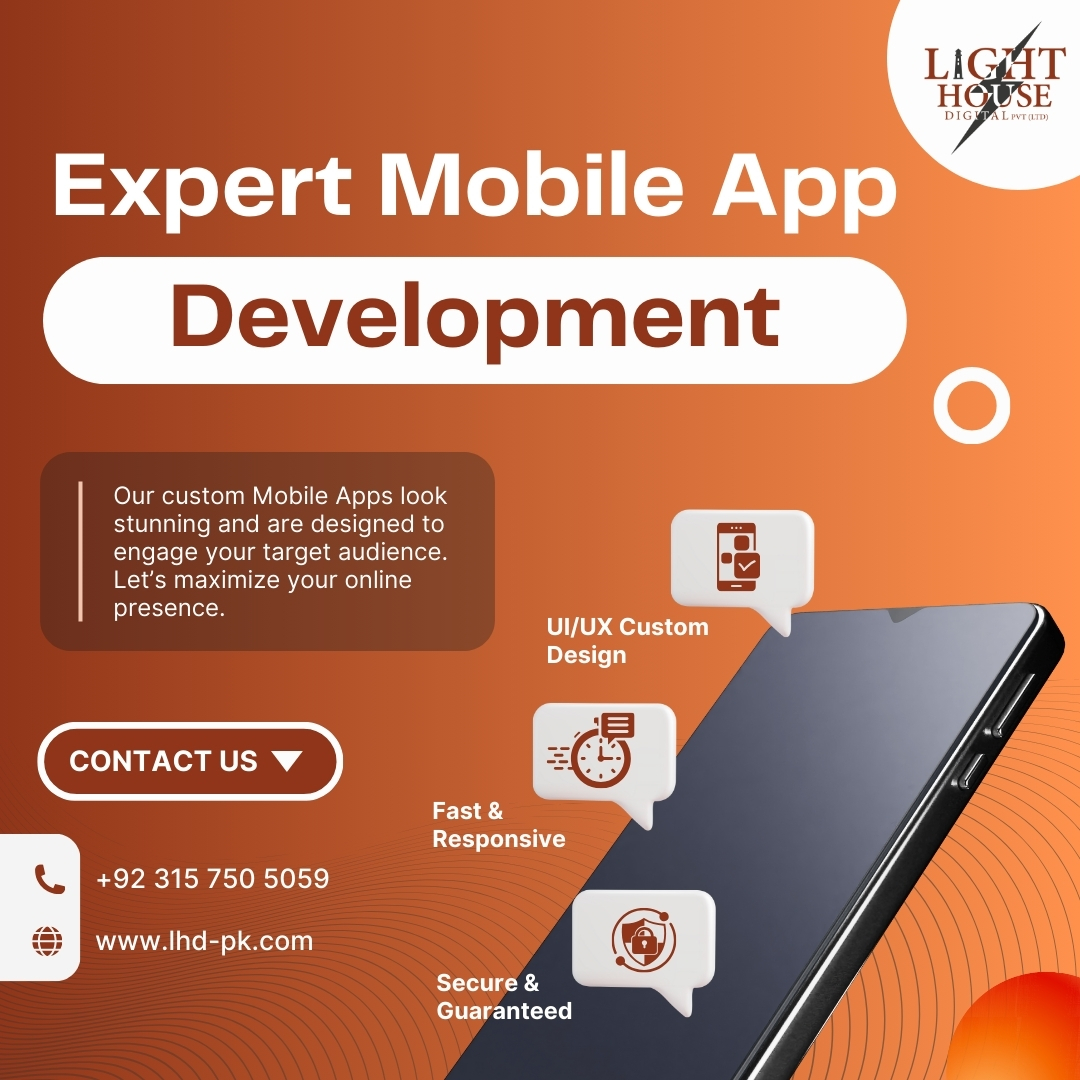 LIGHT
HOUSE
DIGITAL PVT (LTD)
Expert Mobile App
Development
Our custom Mobile Apps look
stunning and are designed to
engage your target audience.
Let’s maximize your online
presence.
UI/UX Custom
Design
CONTACT US
Fast &
Responsive
+92 315 750 5059
www.lhd-pk.com
Secure &
Guaranteed